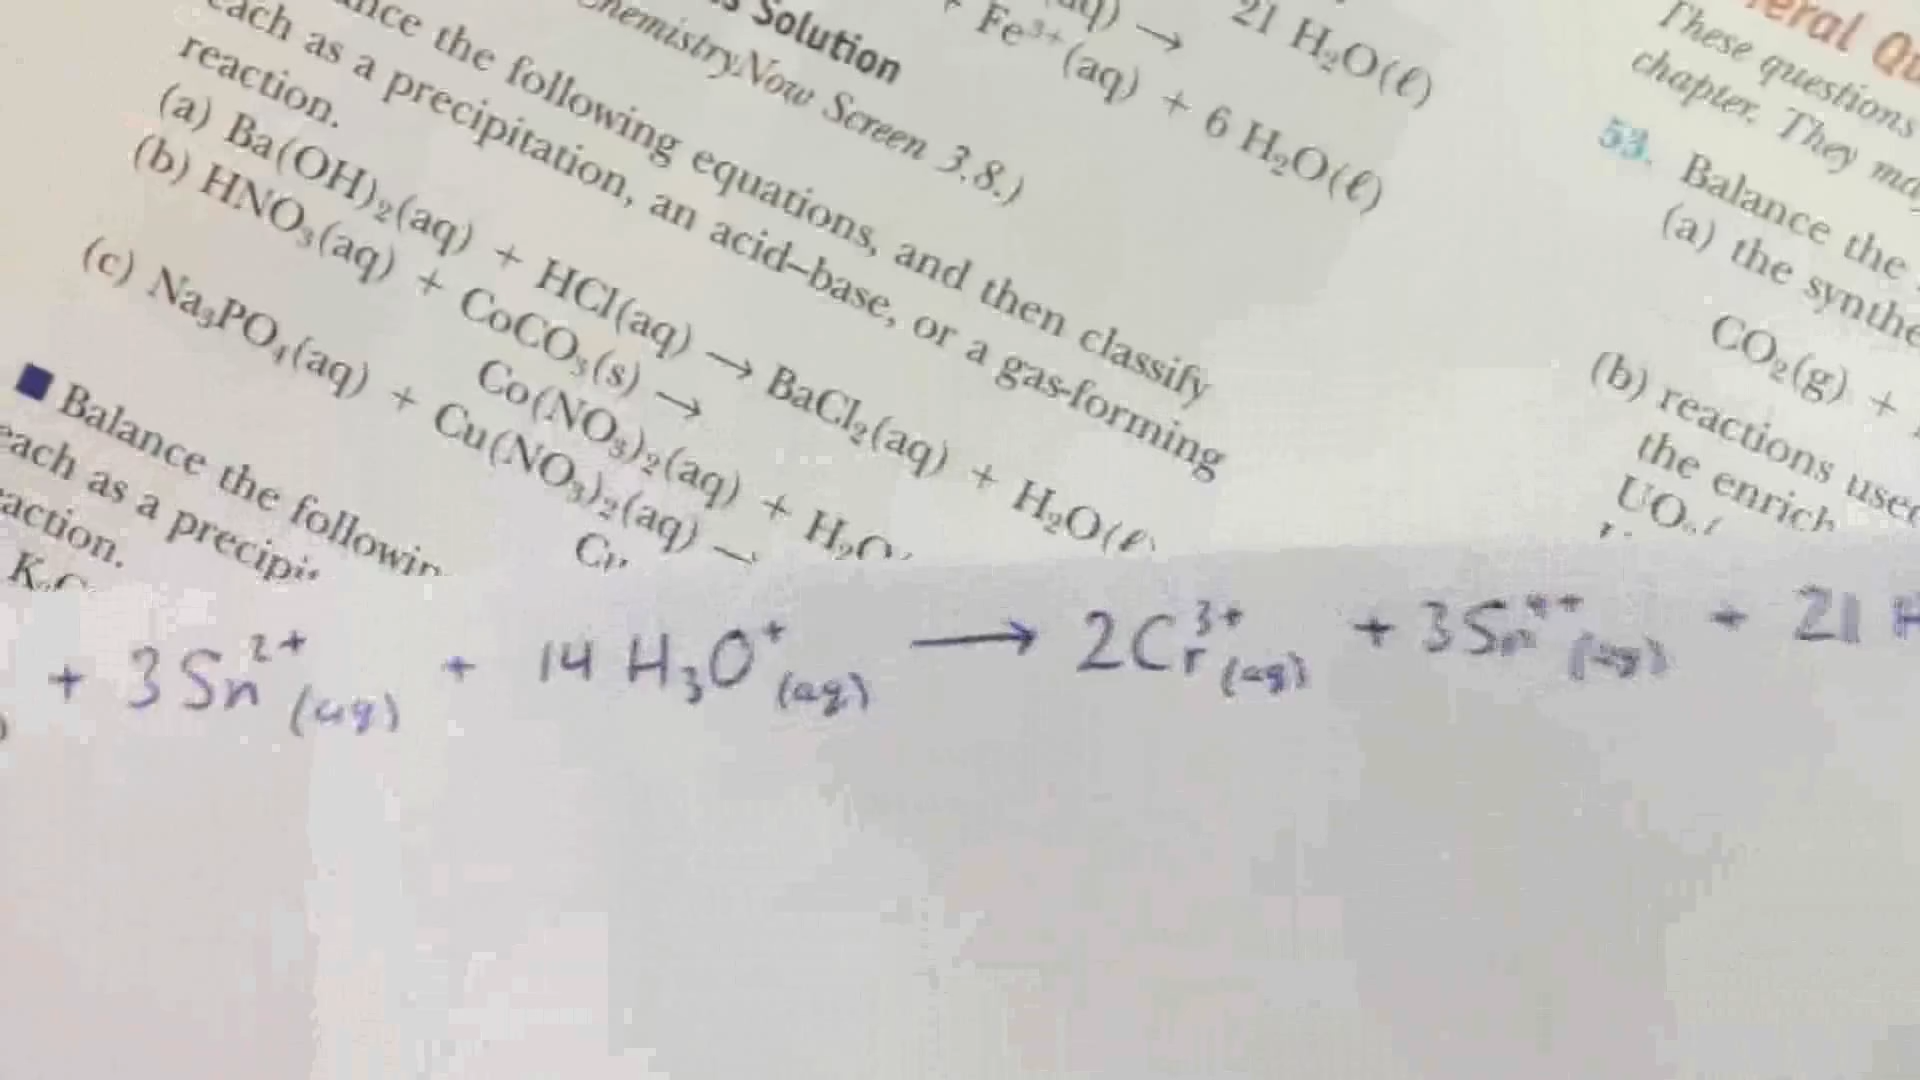 s Solution
ChemistryNow Screen 3.8.)
the following equations, and then classify
each as a precipitation, an acid–base, or a gas-forming
reaction.
(a) Ba(OH)₂(aq) + HCl(aq) → BaCl₂(aq) + H₂O(ℓ)
(b) HNO₃(aq) + CoCO₃(s) →
Co(NO₃)₂(aq) + H₂O
(c) Na₃PO₄(aq) + Cu(NO₃)₂(aq) →
■ Balance the followin
each as a precipi
action.
21 H₂O(ℓ)
Fe³⁺(aq) + 6 H₂O(ℓ)
eral Qu
These questions
chapter. They ma
53. Balance the
(a) the synthe
CO₂(g) +
(b) reactions used
the enrich
UO
+ 3Sn²⁺(aq) + 14 H₃O⁺(aq) → 2Cr³⁺(aq) + 3Sn⁴⁺(aq) + 21 H